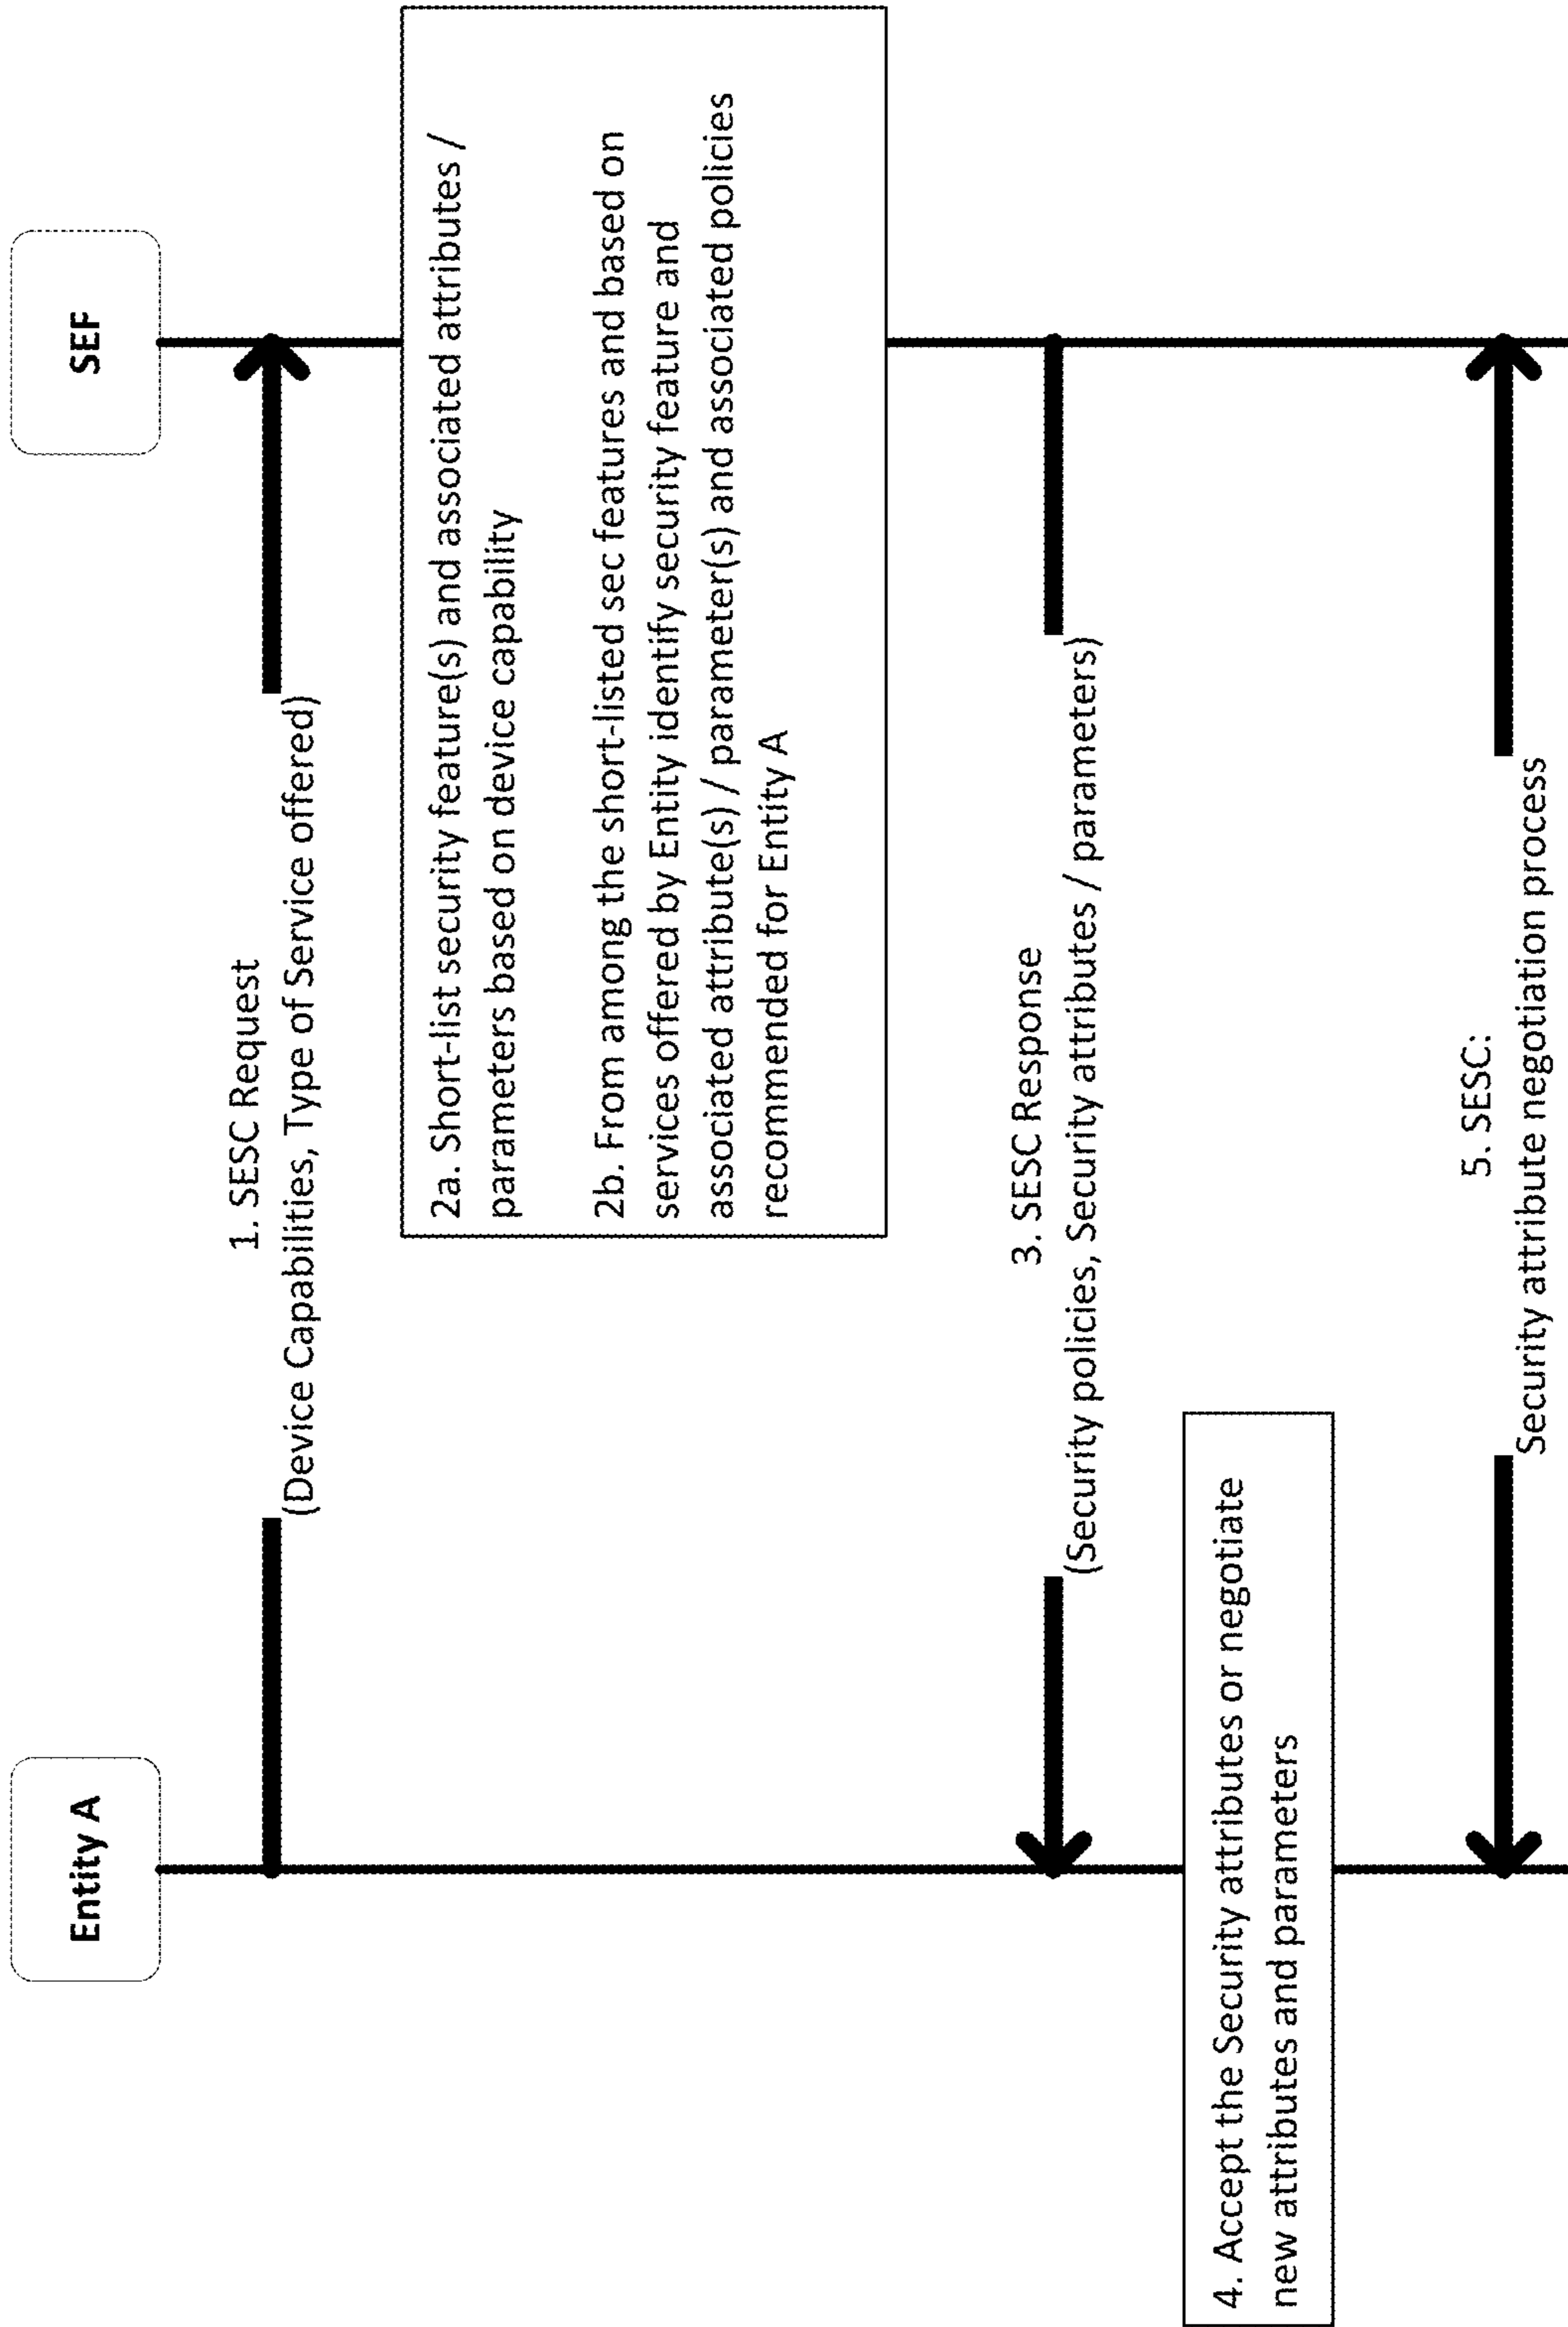 Entity A
SEF
1. SESC Request
(Device Capabilities, Type of Service offered)
2a. Short-list security feature(s) and associated attributes /
parameters based on device capability
2b. From among the short-listed sec features and based on
services offered by Entity identify security feature and
associated attribute(s) / parameter(s) and associated policies
recommended for Entity A
3. SESC Response
(Security policies, Security attributes / parameters)
4. Accept the Security attributes or negotiate
new attributes and parameters
5. SESC:
Security attribute negotiation process